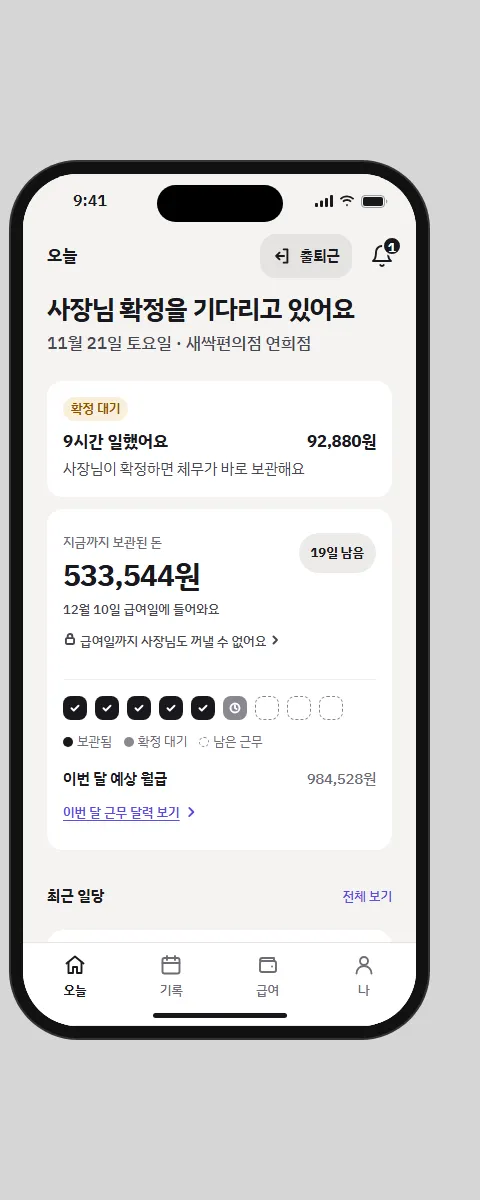 9:41
오늘
출퇴근
1
사장님 확정을 기다리고 있어요
11월 21일 토요일 · 새싹편의점 연희점
확정 대기
9시간 일했어요 92,880원
사장님이 확정하면 체무가 바로 보관해요
지금까지 보관된 돈
19일 남음
533,544원
12월 10일 급여일에 들어와요
급여일까지 사장님도 꺼낼 수 없어요
보관됨 확정 대기 남은 근무
이번 달 예상 월급 984,528원
이번 달 근무 달력 보기
최근 일당 전체 보기
오늘 기록 급여 나